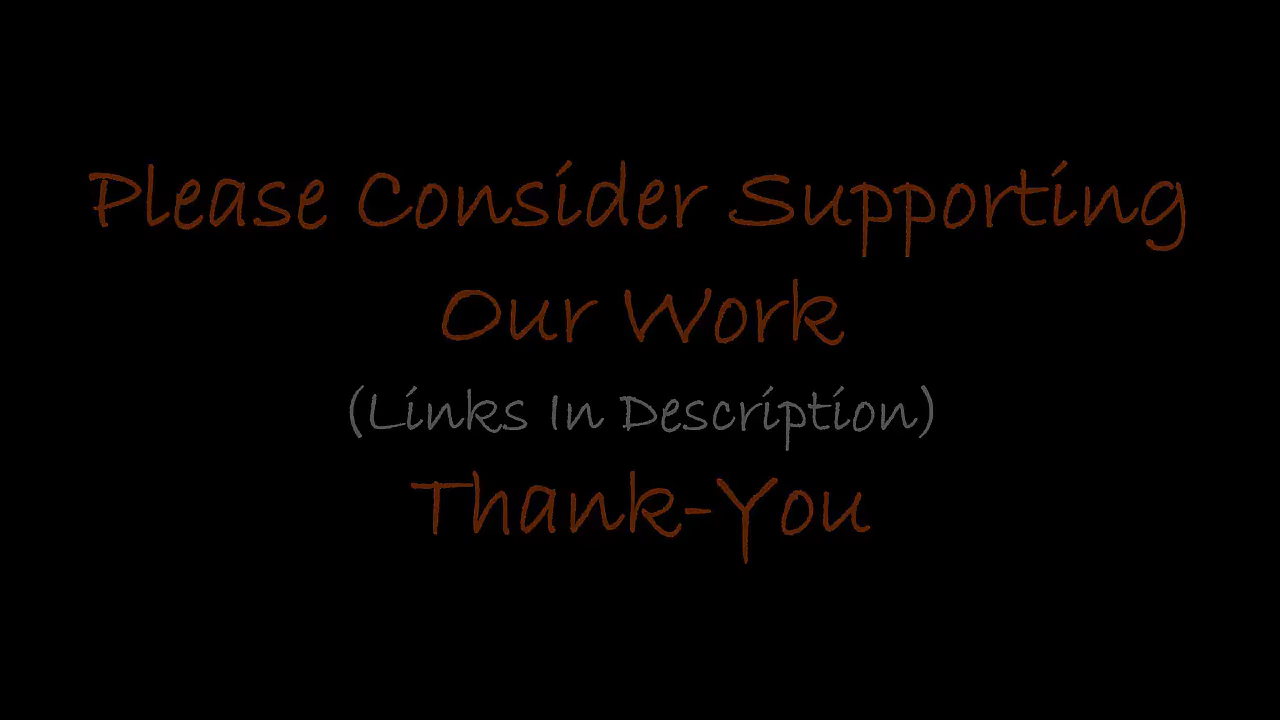 Please Consider Supporting
Our Work
(Links In Description)
Thank-You